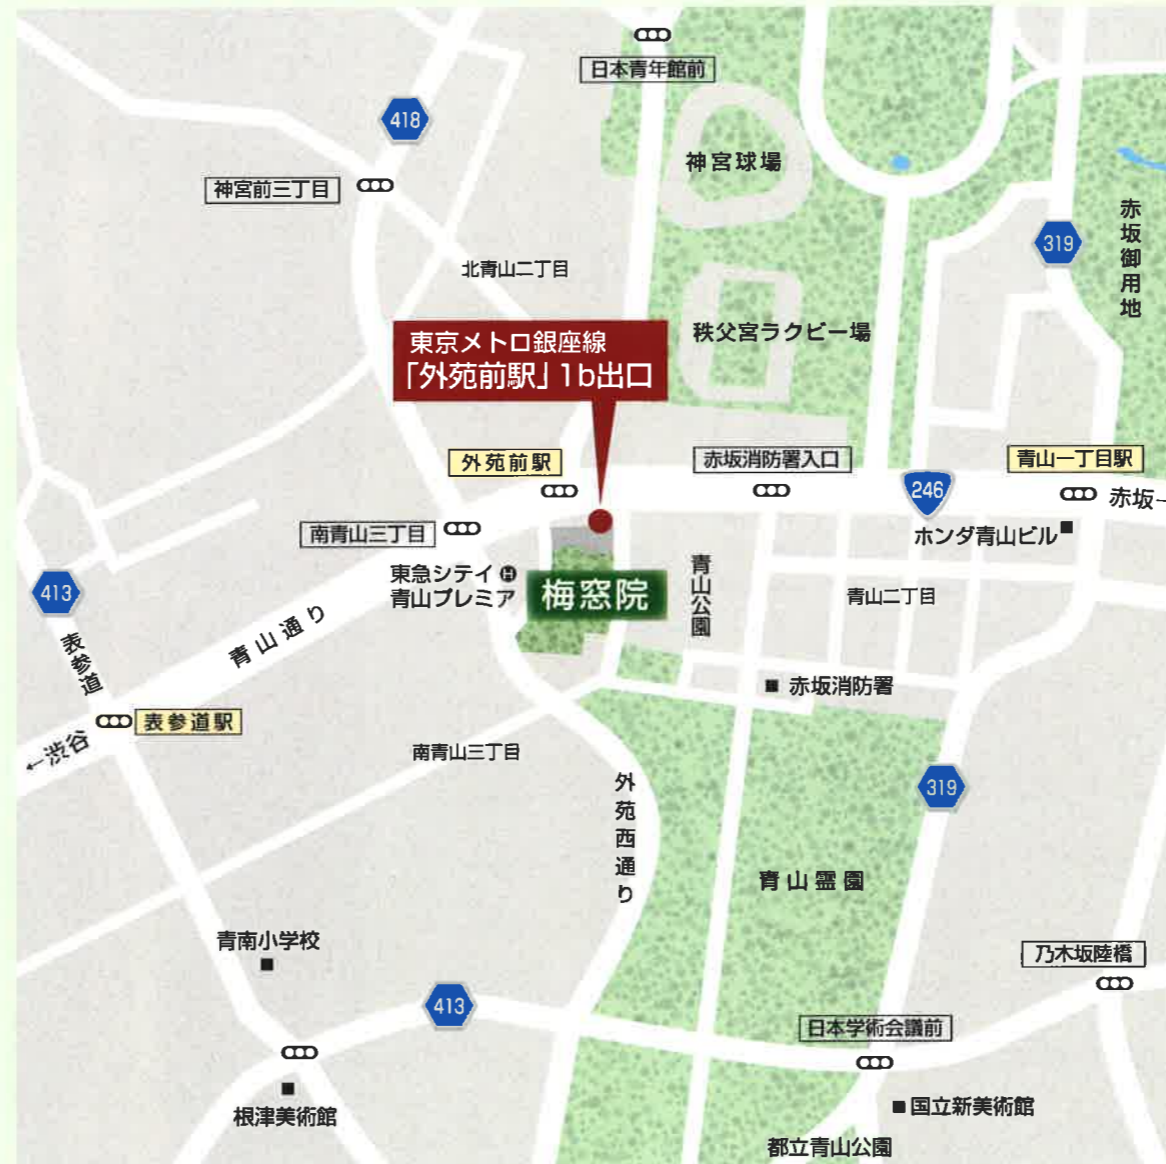 日本青年館前
418
神宮球場
神宮前三丁目
赤坂御用地
319
北青山二丁目
秩父宮ラクビー場
東京メトロ銀座線
「外苑前駅」1b出口
外苑前駅
赤坂消防署入口
青山一丁目駅
246
赤坂→
南青山三丁目
ホンダ青山ビル
東急シテイ H
青山プレミア
梅窓院
青山公園
青山二丁目
413
表参道
青山通り
赤坂消防署
表参道駅
←渋谷
南青山三丁目
外苑西通り
319
青山霊園
青南小学校
乃木坂陸橋
413
日本学術会議前
根津美術館
国立新美術館
都立青山公園